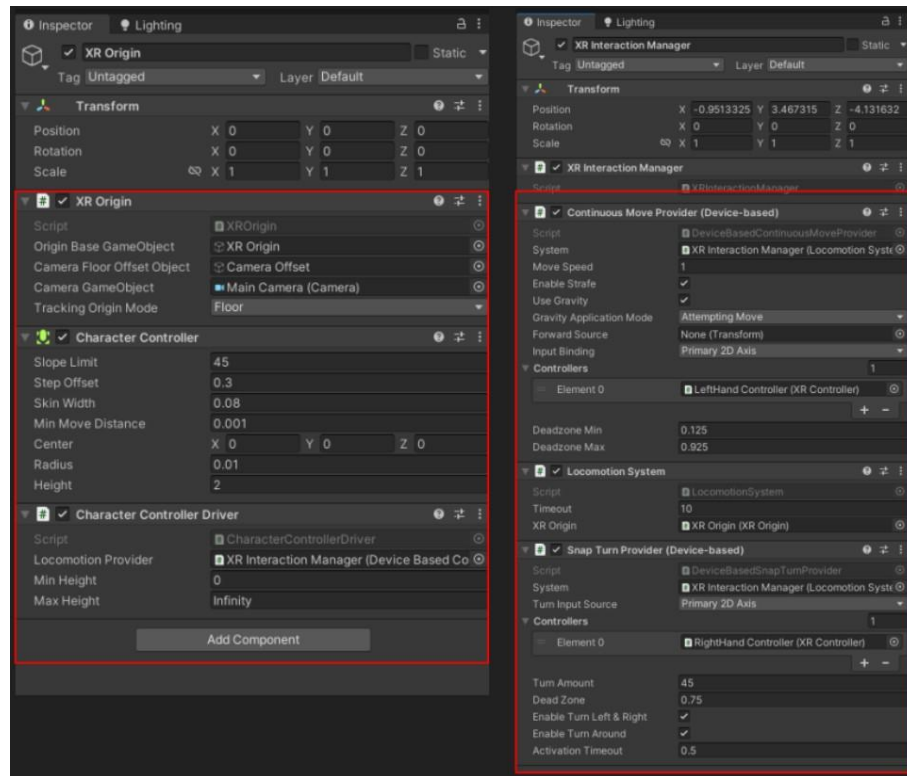 Inspector Lighting
XR Origin Static
Tag Untagged Layer Default
Transform
Position X 0 Y 0 Z 0
Rotation X 0 Y 0 Z 0
Scale X 1 Y 1 Z 1
XR Origin
Script XROrigin
Origin Base GameObject XR Origin
Camera Floor Offset Object Camera Offset
Camera GameObject Main Camera (Camera)
Tracking Origin Mode Floor
Character Controller
Slope Limit 45
Step Offset 0.3
Skin Width 0.08
Min Move Distance 0.001
Center X 0 Y 0 Z 0
Radius 0.01
Height 2
Character Controller Driver
Script CharacterControllerDriver
Locomotion Provider XR Interaction Manager (Device Based Co
Min Height 0
Max Height Infinity
Add Component
Inspector Lighting
XR Interaction Manager Static
Tag Untagged Layer Default
Transform
Position X -0.9513325 Y 3.467315 Z -4.131632
Rotation X 0 Y 0 Z 0
Scale X 1 Y 1 Z 1
XR Interaction Manager
Script XRInteractionManager
Continuous Move Provider (Device-based)
Script DeviceBasedContinuousMoveProvider
System XR Interaction Manager (Locomotion Syste
Move Speed 1
Enable Strafe
Use Gravity
Gravity Application Mode Attempting Move
Forward Source None (Transform)
Input Binding Primary 2D Axis
Controllers 1
Element 0 LeftHand Controller (XR Controller)
Deadzone Min 0.125
Deadzone Max 0.925
Locomotion System
Script LocomotionSystem
Timeout 10
XR Origin XR Origin (XR Origin)
Snap Turn Provider (Device-based)
Script DeviceBasedSnapTurnProvider
System XR Interaction Manager (Locomotion Syste
Turn Input Source Primary 2D Axis
Controllers 1
Element 0 RightHand Controller (XR Controller)
Turn Amount 45
Dead Zone 0.75
Enable Turn Left & Right
Enable Turn Around
Activation Timeout 0.5